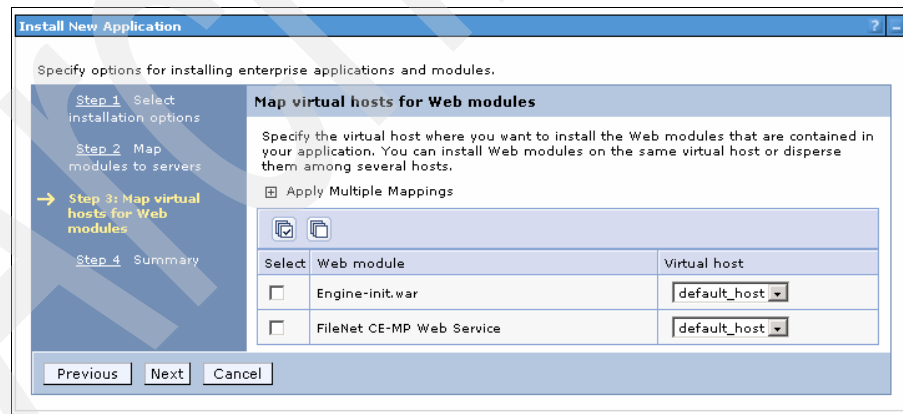 Install New Application
? –
Specify options for installing enterprise applications and modules.
Step 1 Select
installation options
Step 2 Map
modules to servers
Step 3: Map virtual
hosts for Web
modules
Step 4 Summary
Map virtual hosts for Web modules
Specify the virtual host where you want to install the Web modules that are contained in
your application. You can install Web modules on the same virtual host or disperse
them among several hosts.
Apply Multiple Mappings
Select Web module Virtual host
Engine-init.war default_host
FileNet CE-MP Web Service default_host
Previous Next Cancel